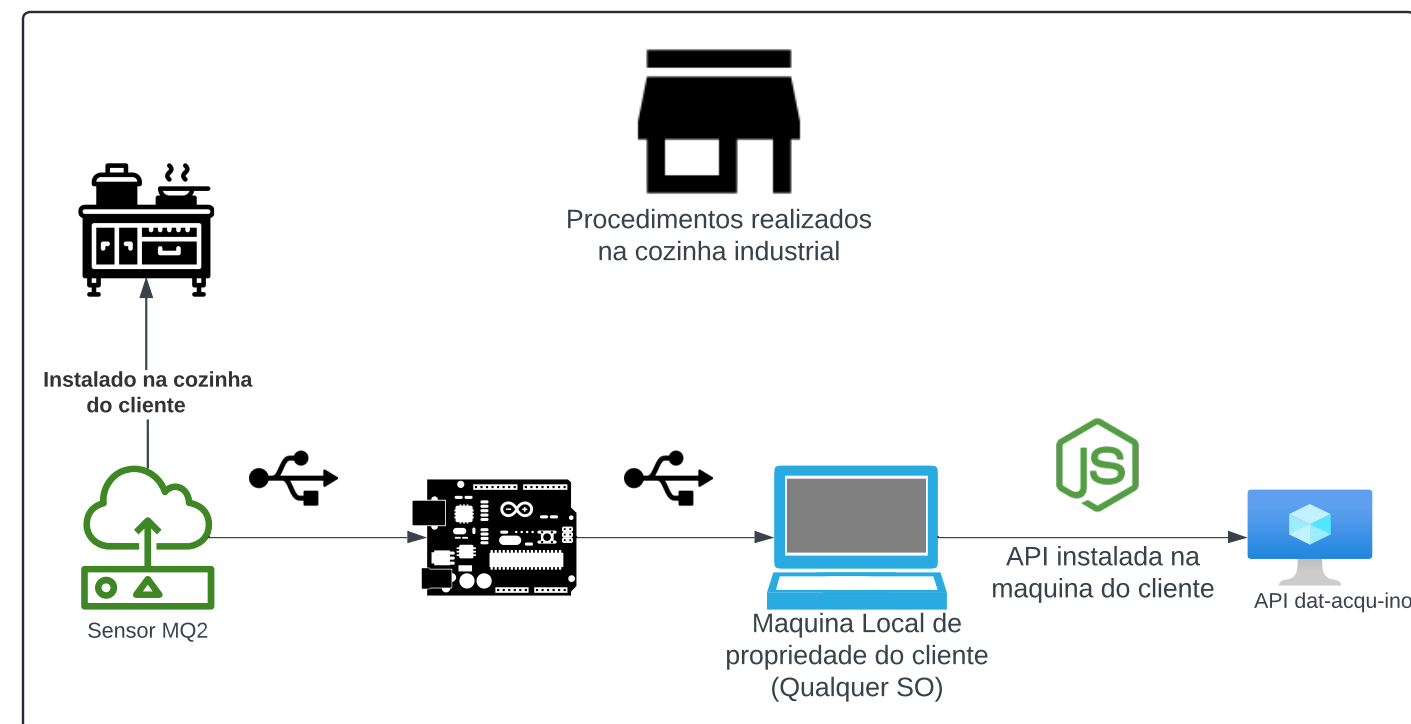 Procedimentos realizados
na cozinha industrial
Instalado na cozinha
do cliente
JS
API instalada na
maquina do cliente
API dat-acqu-ino
Sensor MQ2
Maquina Local de
propriedade do cliente
(Qualquer SO)